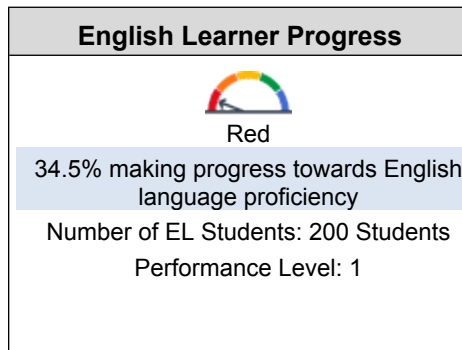 English Learner Progress
Red
34.5% making progress towards English
language proficiency
Number of EL Students: 200 Students
Performance Level: 1